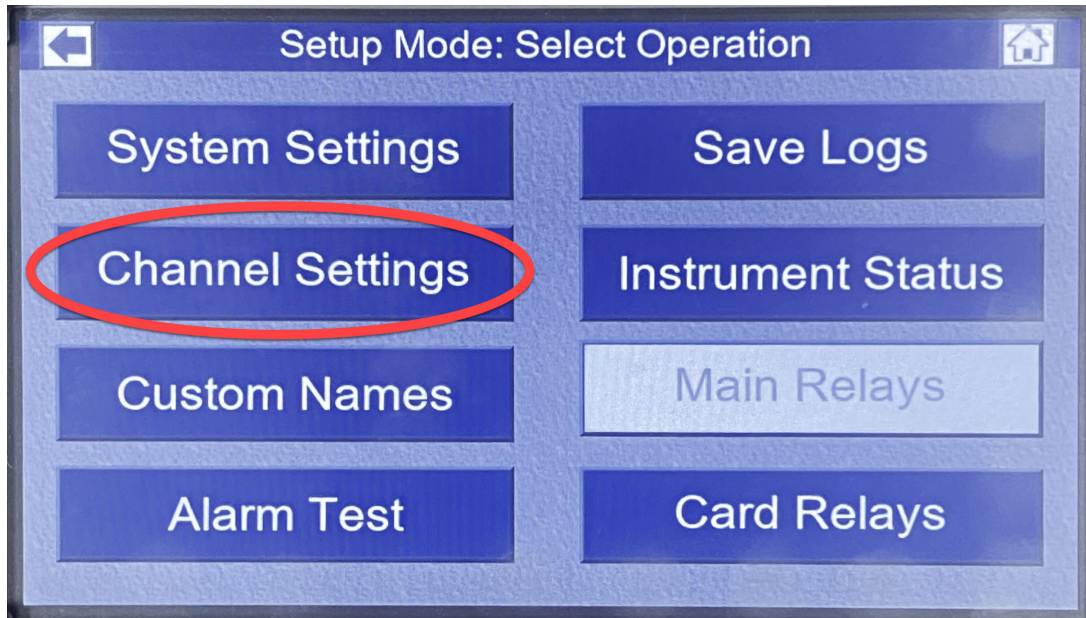 Setup Mode: Select Operation
System Settings
Save Logs
Channel Settings
Instrument Status
Custom Names
Main Relays
Alarm Test
Card Relays